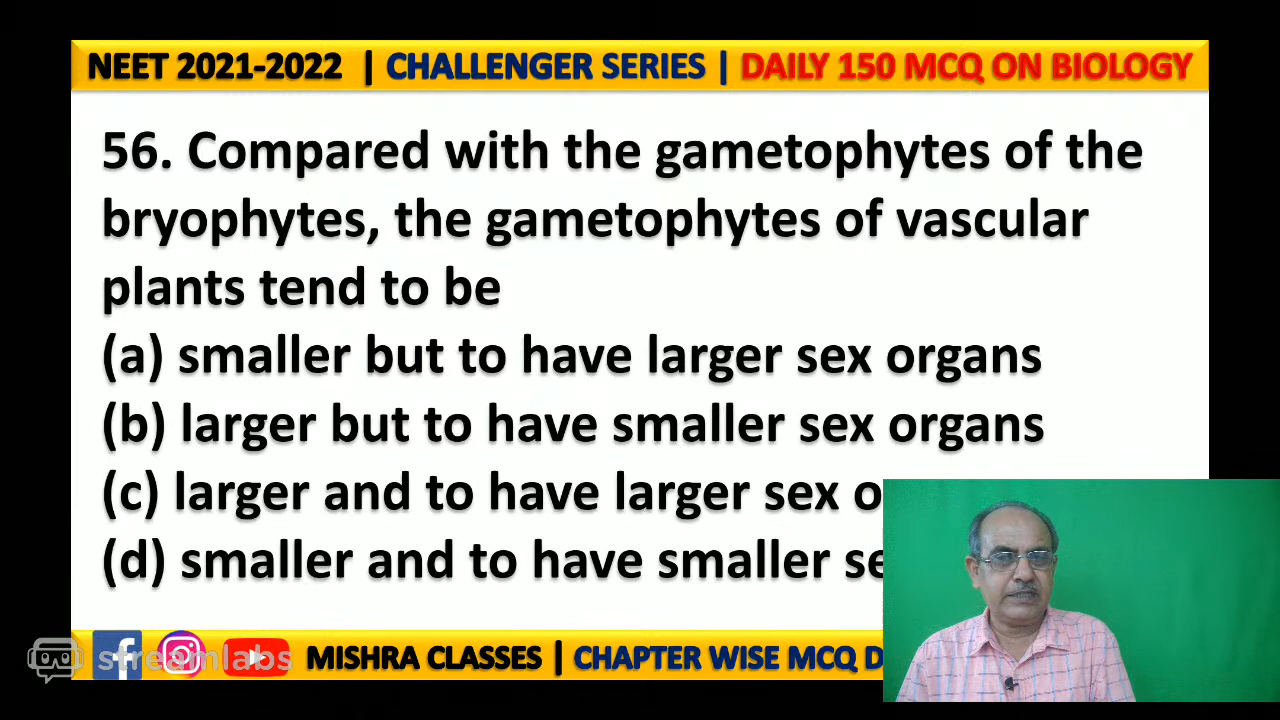 NEET 2021-2022 | CHALLENGER SERIES | DAILY 150 MCQ ON BIOLOGY
56. Compared with the gametophytes of the
bryophytes, the gametophytes of vascular
plants tend to be
(a) smaller but to have larger sex organs
(b) larger but to have smaller sex organs
(c) larger and to have larger sex
(d) smaller and to have smaller
streamlabs MISHRA CLASSES | CHAPTER WISE MCQ